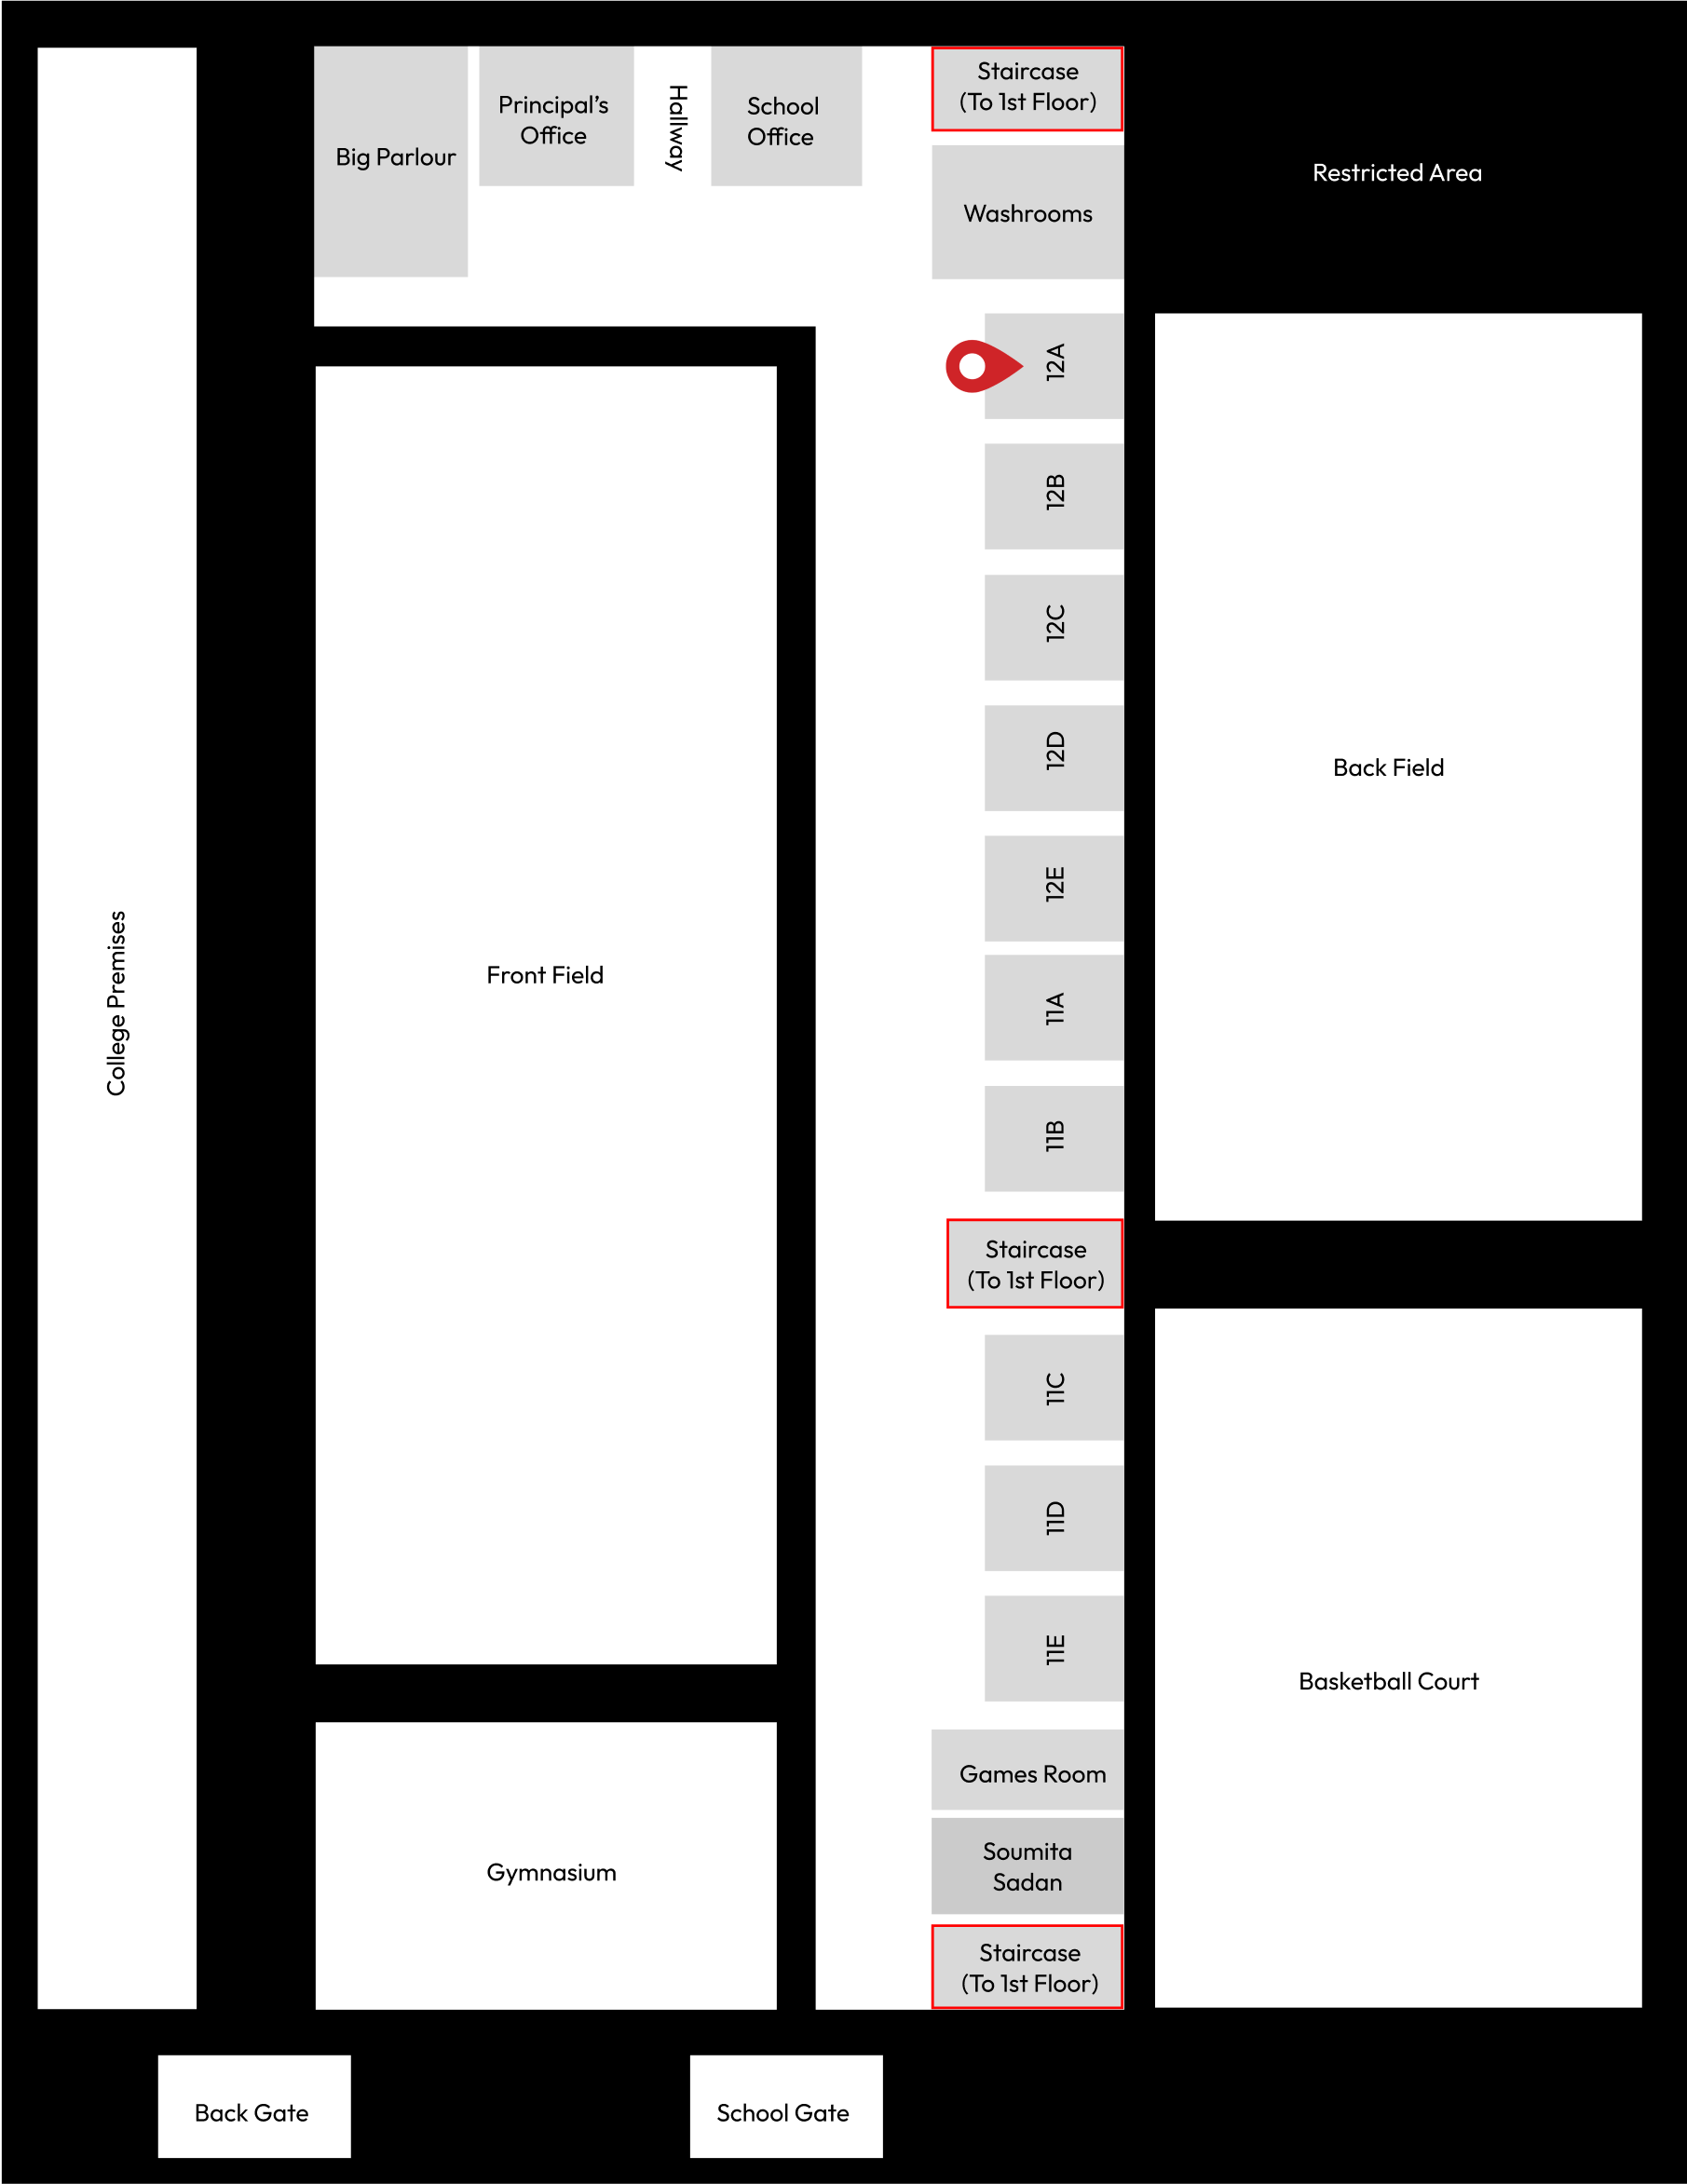 Big Parlour
Principal's
Office
Hallway
School
Office
Staircase
(To 1st Floor)
Restricted Area
Washrooms
12A
12B
12C
12D
Back Field
12E
College Premises
Front Field
11A
11B
Staircase
(To 1st Floor)
11C
11D
11E
Basketball Court
Games Room
Gymnasium
Soumita
Sadan
Staircase
(To 1st Floor)
Back Gate
School Gate